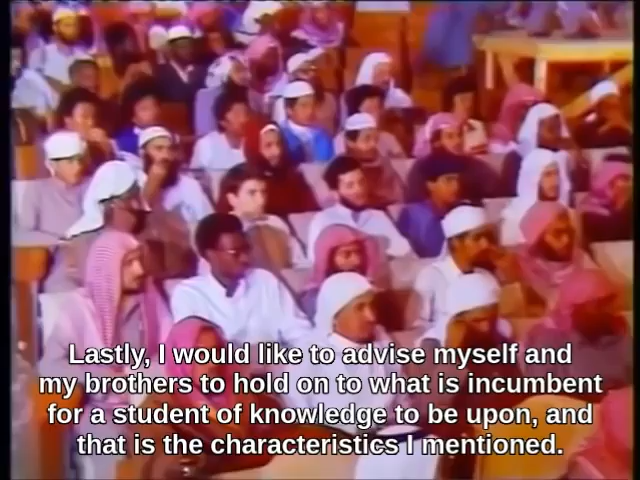 Lastly, I would like to advise myself and
my brothers to hold on to what is incumbent
for a student of knowledge to be upon, and
that is the characteristics I mentioned.